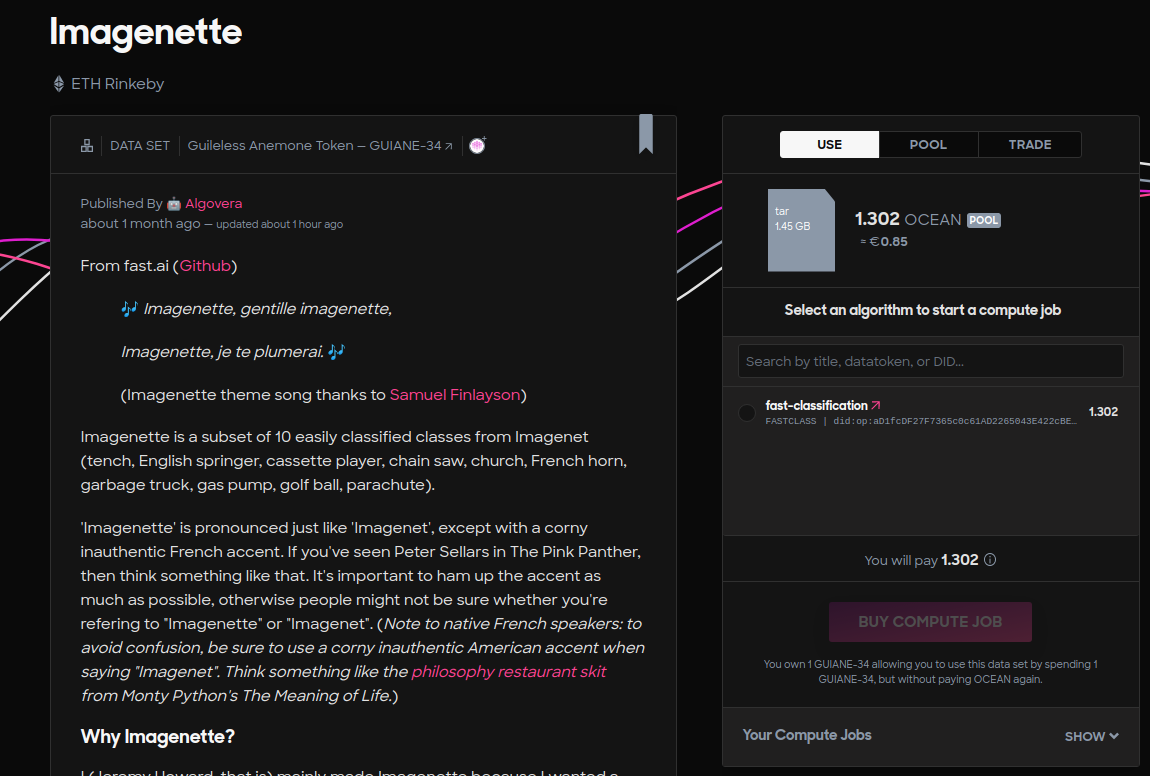 Imagenette
ETH Rinkeby
DATA SET
Guileless Anemone Token — GUIANE-34 ↗
Published By 🤖 Algovera
about 1 month ago — updated about 1 hour ago
From fast.ai (Github)
🎶 Imagenette, gentille imagenette,
Imagenette, je te plumerai. 🎶
(Imagenette theme song thanks to Samuel Finlayson)
Imagenette is a subset of 10 easily classified classes from Imagenet
(tench, English springer, cassette player, chain saw, church, French horn,
garbage truck, gas pump, golf ball, parachute).
'Imagenette' is pronounced just like 'Imagenet', except with a corny
inauthentic French accent. If you've seen Peter Sellars in The Pink Panther,
then think something like that. It's important to ham up the accent as
much as possible, otherwise people might not be sure whether you're
refering to "Imagenette" or "Imagenet". (Note to native French speakers: to
avoid confusion, be sure to use a corny inauthentic American accent when
saying "Imagenet". Think something like the philosophy restaurant skit
from Monty Python's The Meaning of Life.)
Why Imagenette?
I (Jeremy Howard, that is) mainly made Imagenette because I wanted a
USE
POOL
TRADE
tar
1.45 GB
1.302 OCEAN POOL
≈ €0.85
Select an algorithm to start a compute job
Search by title, datatoken, or DID...
fast-classification ↗
FASTCLASS | did:op:aD1fcDF27F7365c0c61AD2265043E422cBE…
1.302
You will pay 1.302
BUY COMPUTE JOB
You own 1 GUIANE-34 allowing you to use this data set by spending 1
GUIANE-34, but without paying OCEAN again.
Your Compute Jobs
SHOW